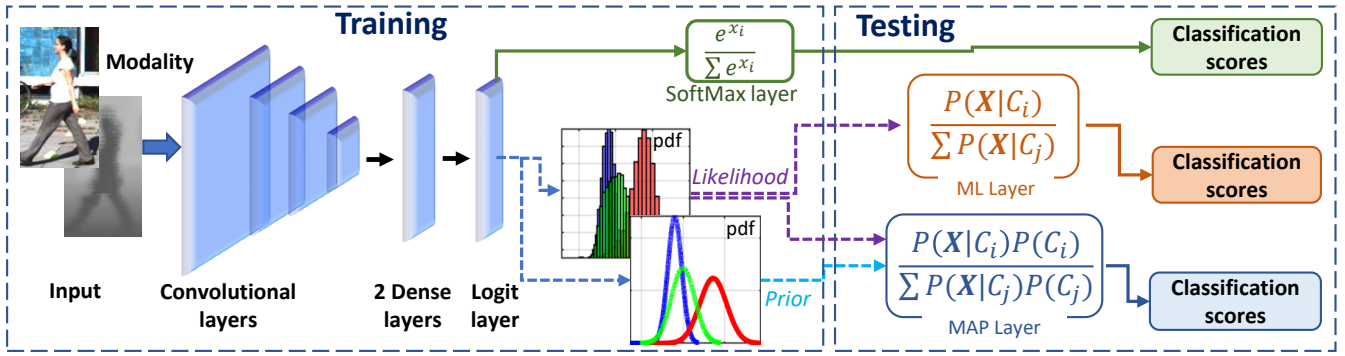 Training
Testing
Modality
Input
Convolutional
layers
2 Dense
layers
Logit
layer
e^{x_i}
∑ e^{x_i}
SoftMax layer
pdf
pdf
Likelihood
Prior
P(X|C_i)
∑ P(X|C_j)
ML Layer
P(X|C_i)P(C_i)
∑ P(X|C_j)P(C_j)
MAP Layer
Classification
scores
Classification
scores
Classification
scores